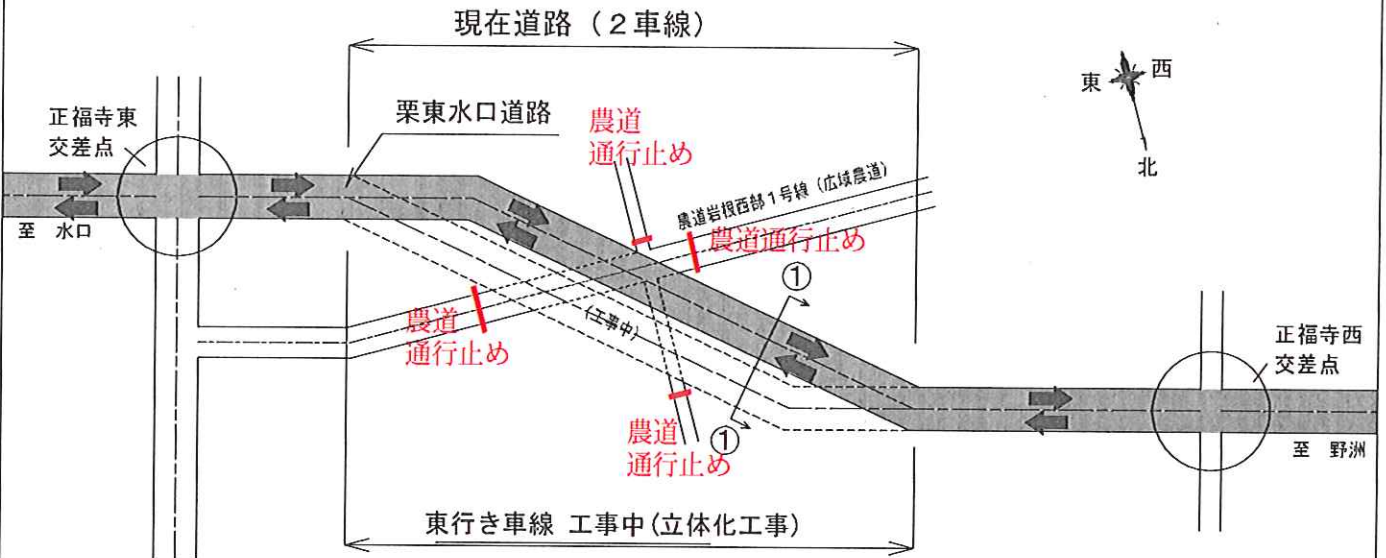 現在道路（2車線）
東
西
北
正福寺東
交差点
栗東水口道路
農道
通行止め
農道岩根西部1号線（広域農道）
農道通行止め
至 水口
①
（工事中）
農道
通行止め
正福寺西
交差点
農道
通行止め
①
至 野洲
東行き車線 工事中(立体化工事)